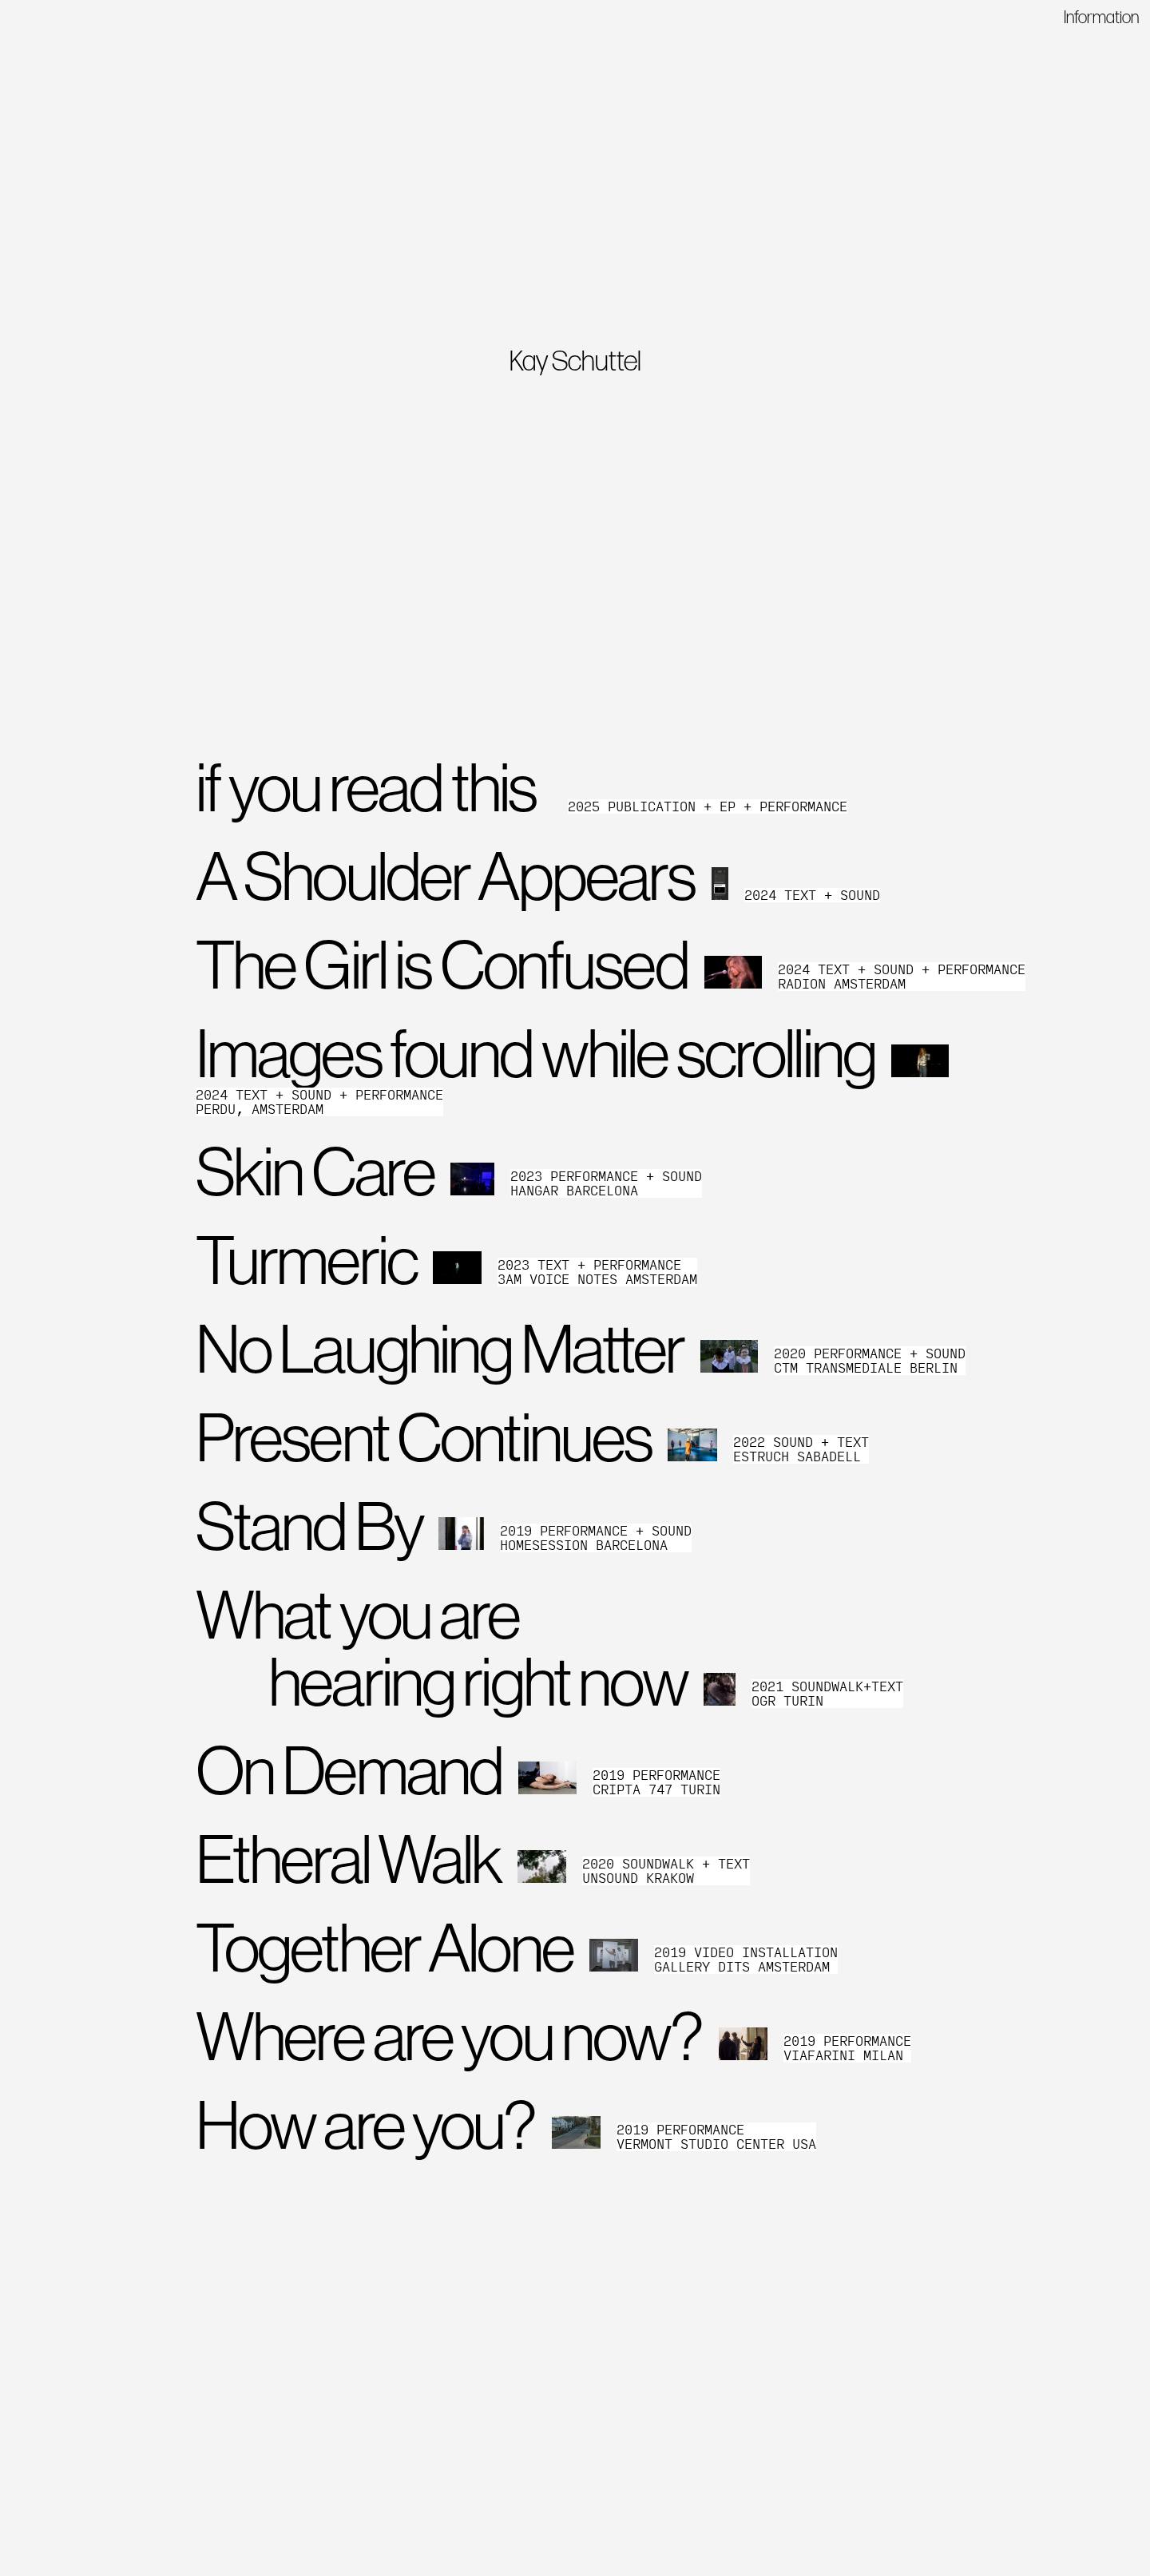 Information
Kay Schuttel
if you read this
2025 PUBLICATION + EP + PERFORMANCE
A Shoulder Appears
2024 TEXT + SOUND
The Girl is Confused
2024 TEXT + SOUND + PERFORMANCE
RADION AMSTERDAM
Images found while scrolling
2024 TEXT + SOUND + PERFORMANCE
PERDU, AMSTERDAM
Skin Care
2023 PERFORMANCE + SOUND
HANGAR BARCELONA
Turmeric
2023 TEXT + PERFORMANCE
3AM VOICE NOTES AMSTERDAM
No Laughing Matter
2020 PERFORMANCE + SOUND
CTM TRANSMEDIALE BERLIN
Present Continues
2022 SOUND + TEXT
ESTRUCH SABADELL
Stand By
2019 PERFORMANCE + SOUND
HOMESESSION BARCELONA
What you are
hearing right now
2021 SOUNDWALK+TEXT
OGR TURIN
On Demand
2019 PERFORMANCE
CRIPTA 747 TURIN
Etheral Walk
2020 SOUNDWALK + TEXT
UNSOUND KRAKOW
Together Alone
2019 VIDEO INSTALLATION
GALLERY DITS AMSTERDAM
Where are you now?
2019 PERFORMANCE
VIAFARINI MILAN
How are you?
2019 PERFORMANCE
VERMONT STUDIO CENTER USA